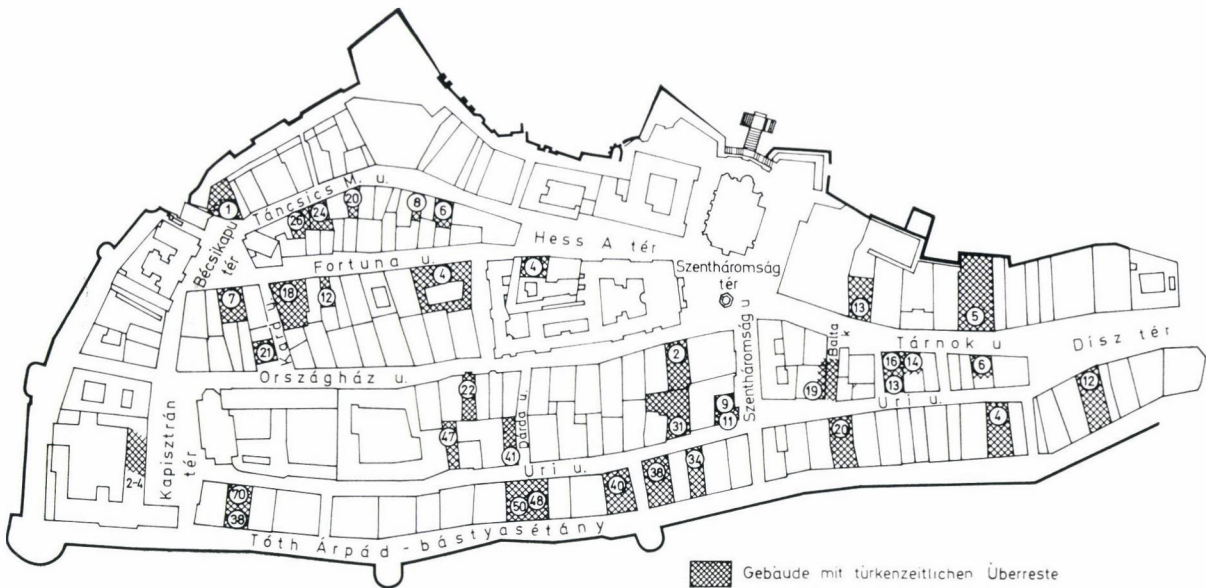 1
Táncsics M. u.
26
24
20
8
6
Bécsikapu tér
Fortuna u.
Hess A tér
7
18
12
4
4
21
Országház u.
Szentháromság
tér
Szentháromság u
13
5
Tárnok u
Dísz tér
Balta k
2
16
14
13
6
19
9
11
31
22
47
41
Dárda u.
Úri u.
Úri u.
20
4
12
Kapisztrán
tér
2-4
70
38
50
48
40
38
34
Tóth Árpád-bástyasétány
Gebäude mit türkenzeitlichen Überreste